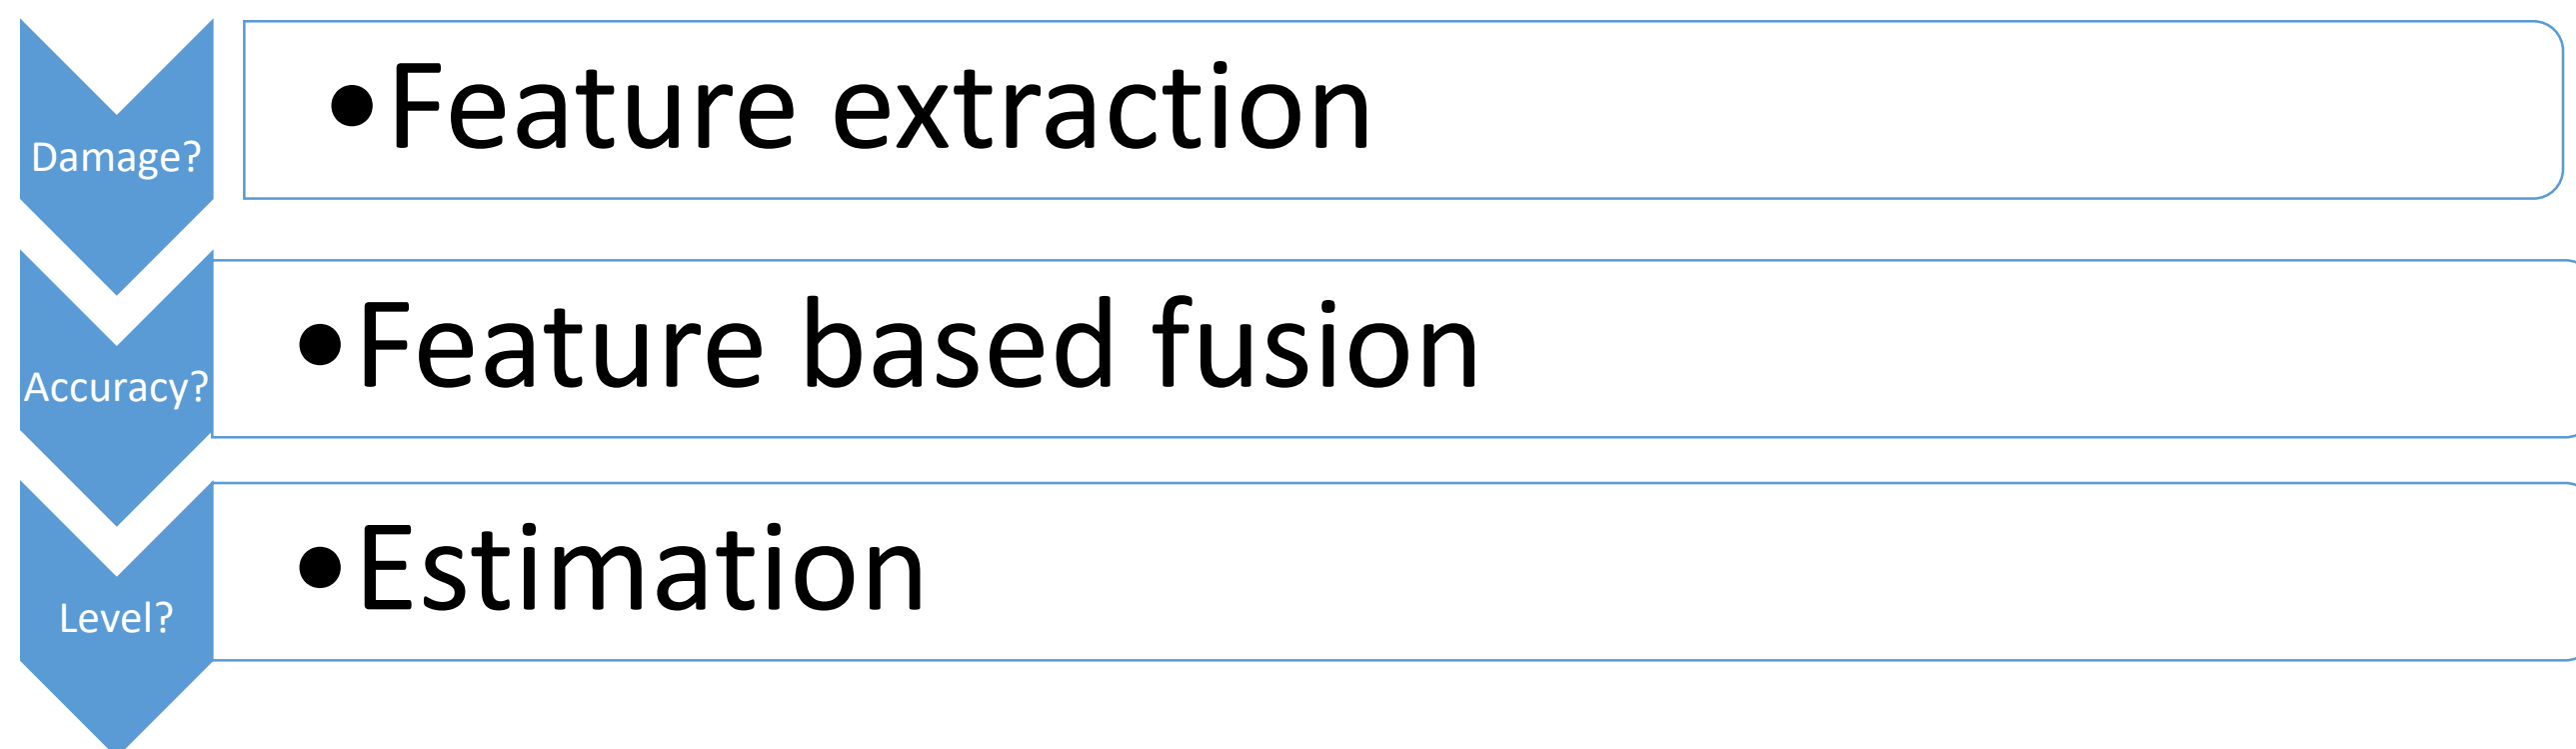 Damage?
•Feature extraction
Accuracy?
•Feature based fusion
Level?
•Estimation